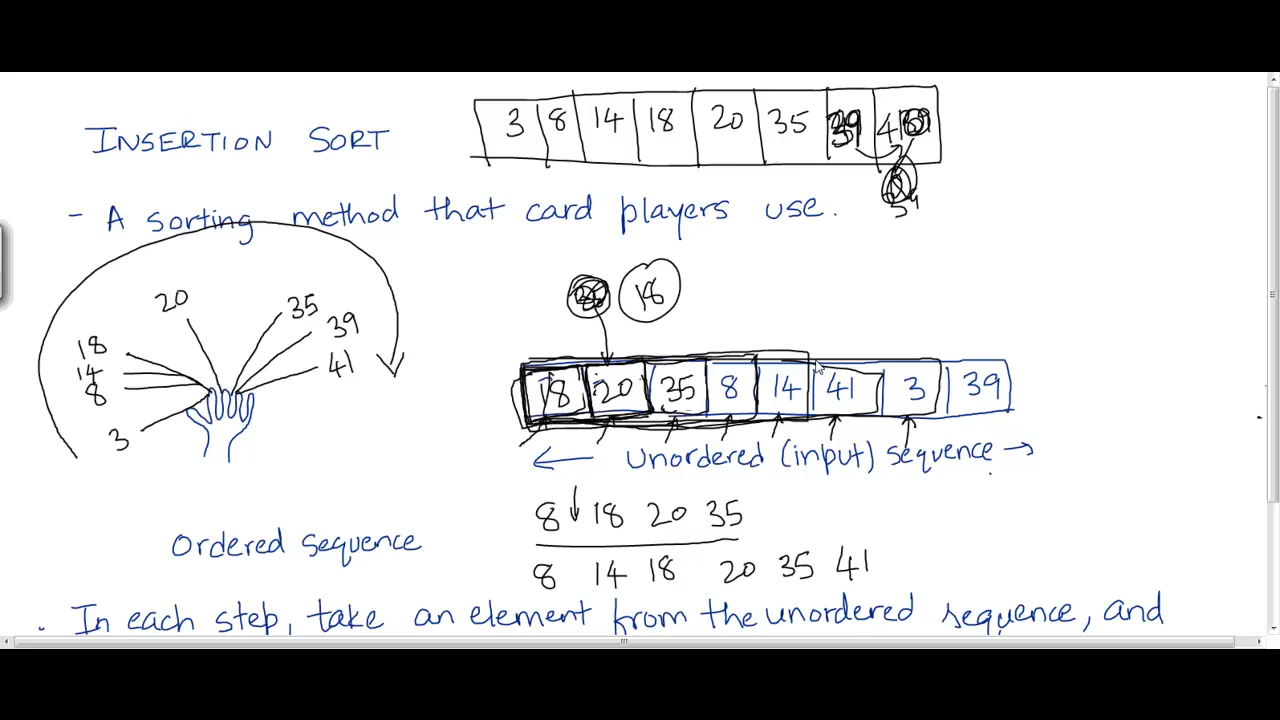 3 8 14 18 20 35 39 41
INSERTION SORT
- A sorting method that card players use.
18
20 35
18 39
14 41
8
3
18 20 35 8 14 41 3 39
← Unordered (input) sequence →
8 ↓ 18 20 35
Ordered sequence
8 14 18 20 35 41
. In each step, take an element from the unordered sequence, and